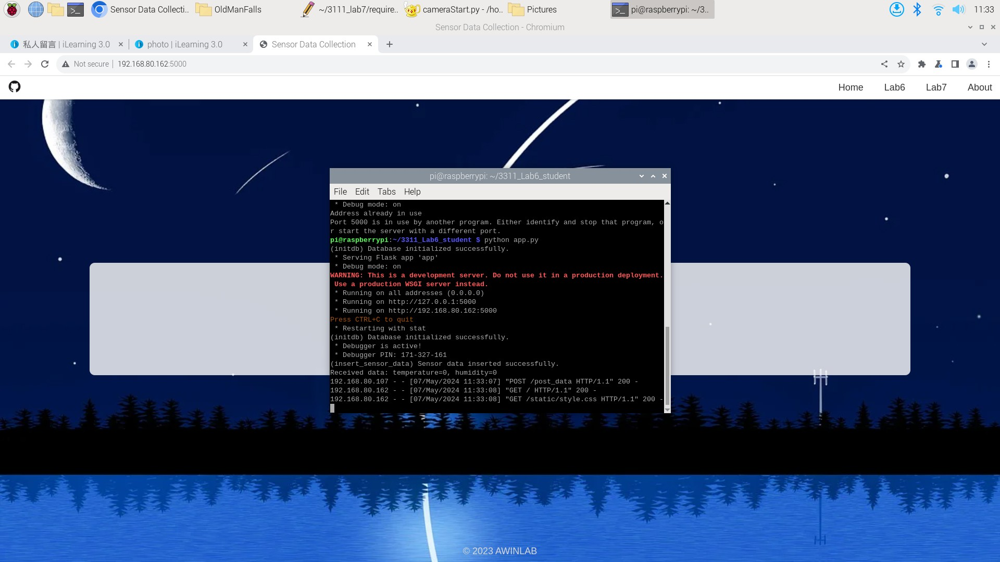 Sensor Data Collecti..
OldManFalls
~/3111_lab7/require..
cameraStart.py - /ho..
Pictures
pi@raspberrypi: ~/3..
11:33
Sensor Data Collection - Chromium
私人留言 | iLearning 3.0
photo | iLearning 3.0
Sensor Data Collection
Not secure
192.168.80.162:5000
Home
Lab6
Lab7
About
pi@raspberrypi: ~/3311_Lab6_student
File Edit Tabs Help
* Debug mode: on
Address already in use
Port 5000 is in use by another program. Either identify and stop that program, o
r start the server with a different port.
pi@raspberrypi:~/3311_Lab6_student $ python app.py
(initdb) Database initialized successfully.
* Serving Flask app 'app'
* Debug mode: on
WARNING: This is a development server. Do not use it in a production deployment.
Use a production WSGI server instead.
* Running on all addresses (0.0.0.0)
* Running on http://127.0.0.1:5000
* Running on http://192.168.80.162:5000
Press CTRL+C to quit
* Restarting with stat
(initdb) Database initialized successfully.
* Debugger is active!
* Debugger PIN: 171-327-161
(insert_sensor_data) Sensor data inserted successfully.
Received data: temperature=0, humidity=0
192.168.80.107 - - [07/May/2024 11:33:07] "POST /post_data HTTP/1.1" 200 -
192.168.80.162 - - [07/May/2024 11:33:08] "GET / HTTP/1.1" 200 -
192.168.80.162 - - [07/May/2024 11:33:08] "GET /static/style.css HTTP/1.1" 200 -
© 2023 AWINLAB